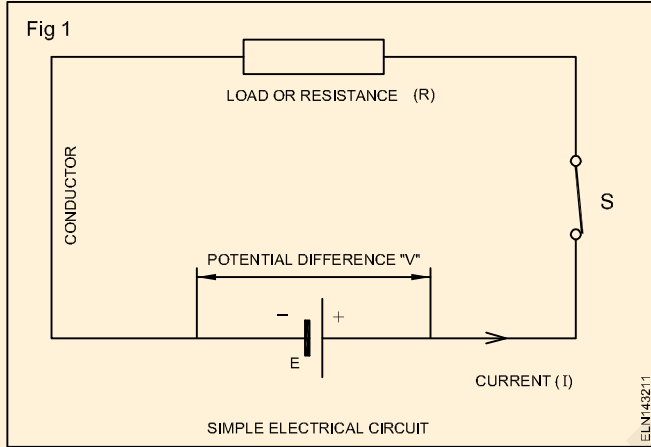 Fig 1
LOAD OR RESISTANCE (R)
CONDUCTOR
S
POTENTIAL DIFFERENCE "V"
– +
E
CURRENT (I)
SIMPLE ELECTRICAL CIRCUIT
ELN143211